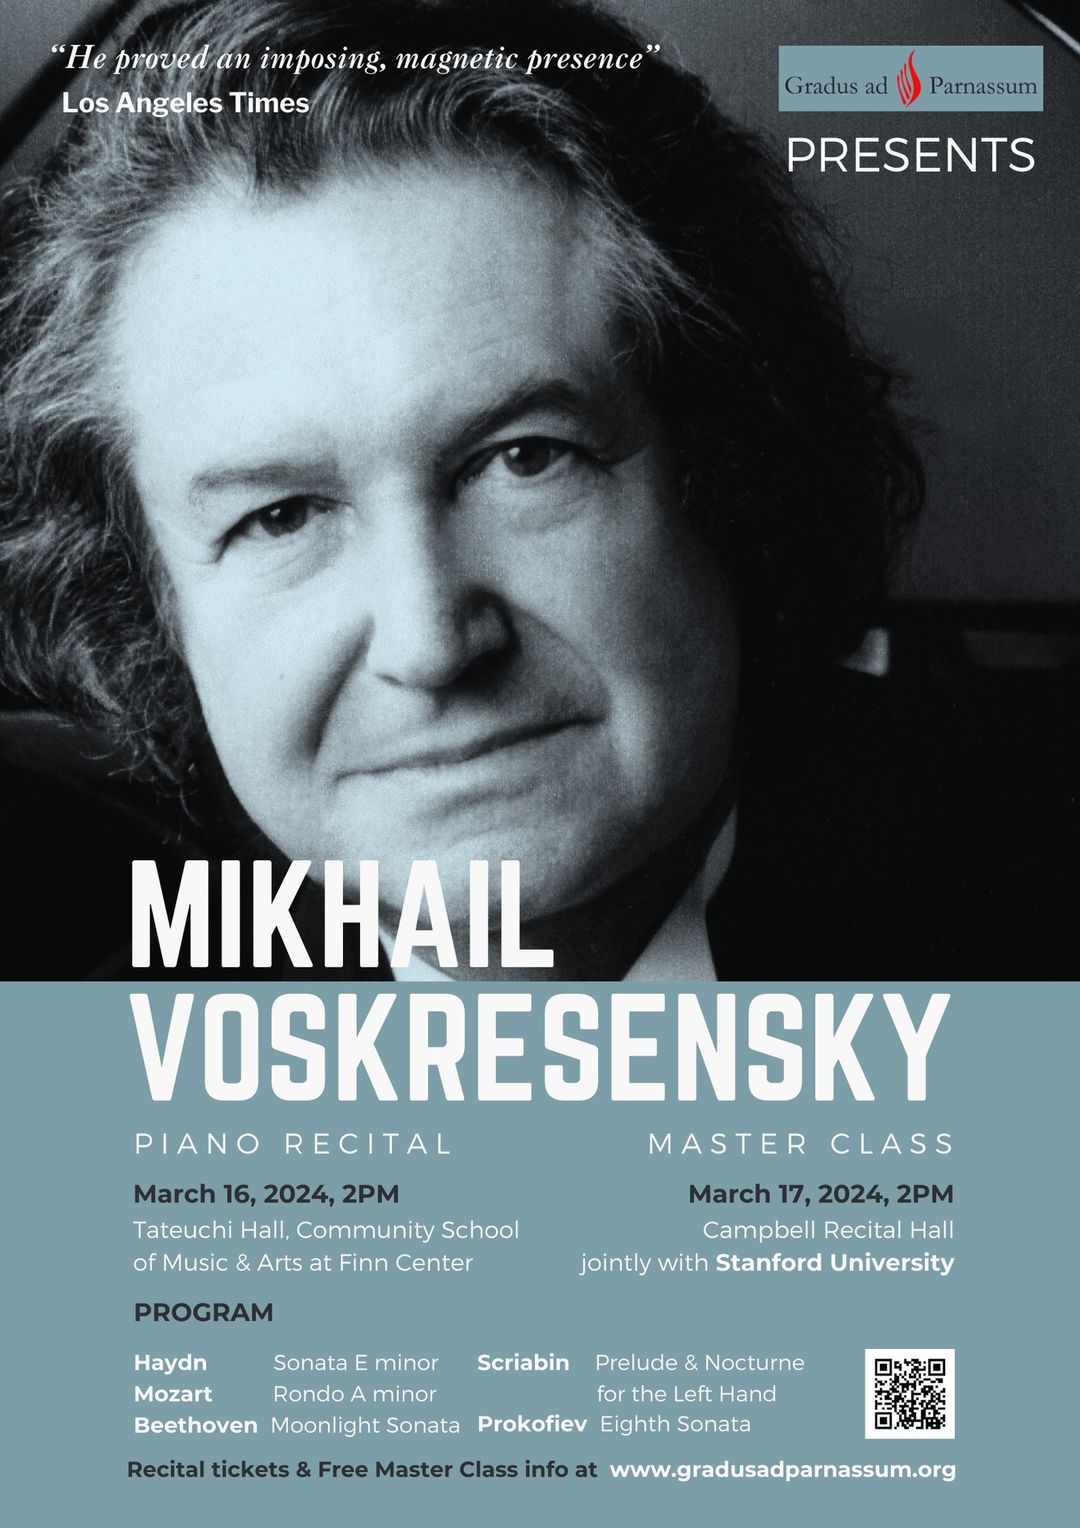 “He proved an imposing, magnetic presence”
Los Angeles Times
Gradus ad Parnassum
PRESENTS
MIKHAIL
VOSKRESENSKY
PIANO RECITAL
March 16, 2024, 2PM
Tateuchi Hall, Community School
of Music & Arts at Finn Center
MASTER CLASS
March 17, 2024, 2PM
Campbell Recital Hall
jointly with Stanford University
PROGRAM
Haydn Sonata E minor
Mozart Rondo A minor
Beethoven Moonlight Sonata
Scriabin Prelude & Nocturne
for the Left Hand
Prokofiev Eighth Sonata
Recital tickets & Free Master Class info at www.gradusadparnassum.org